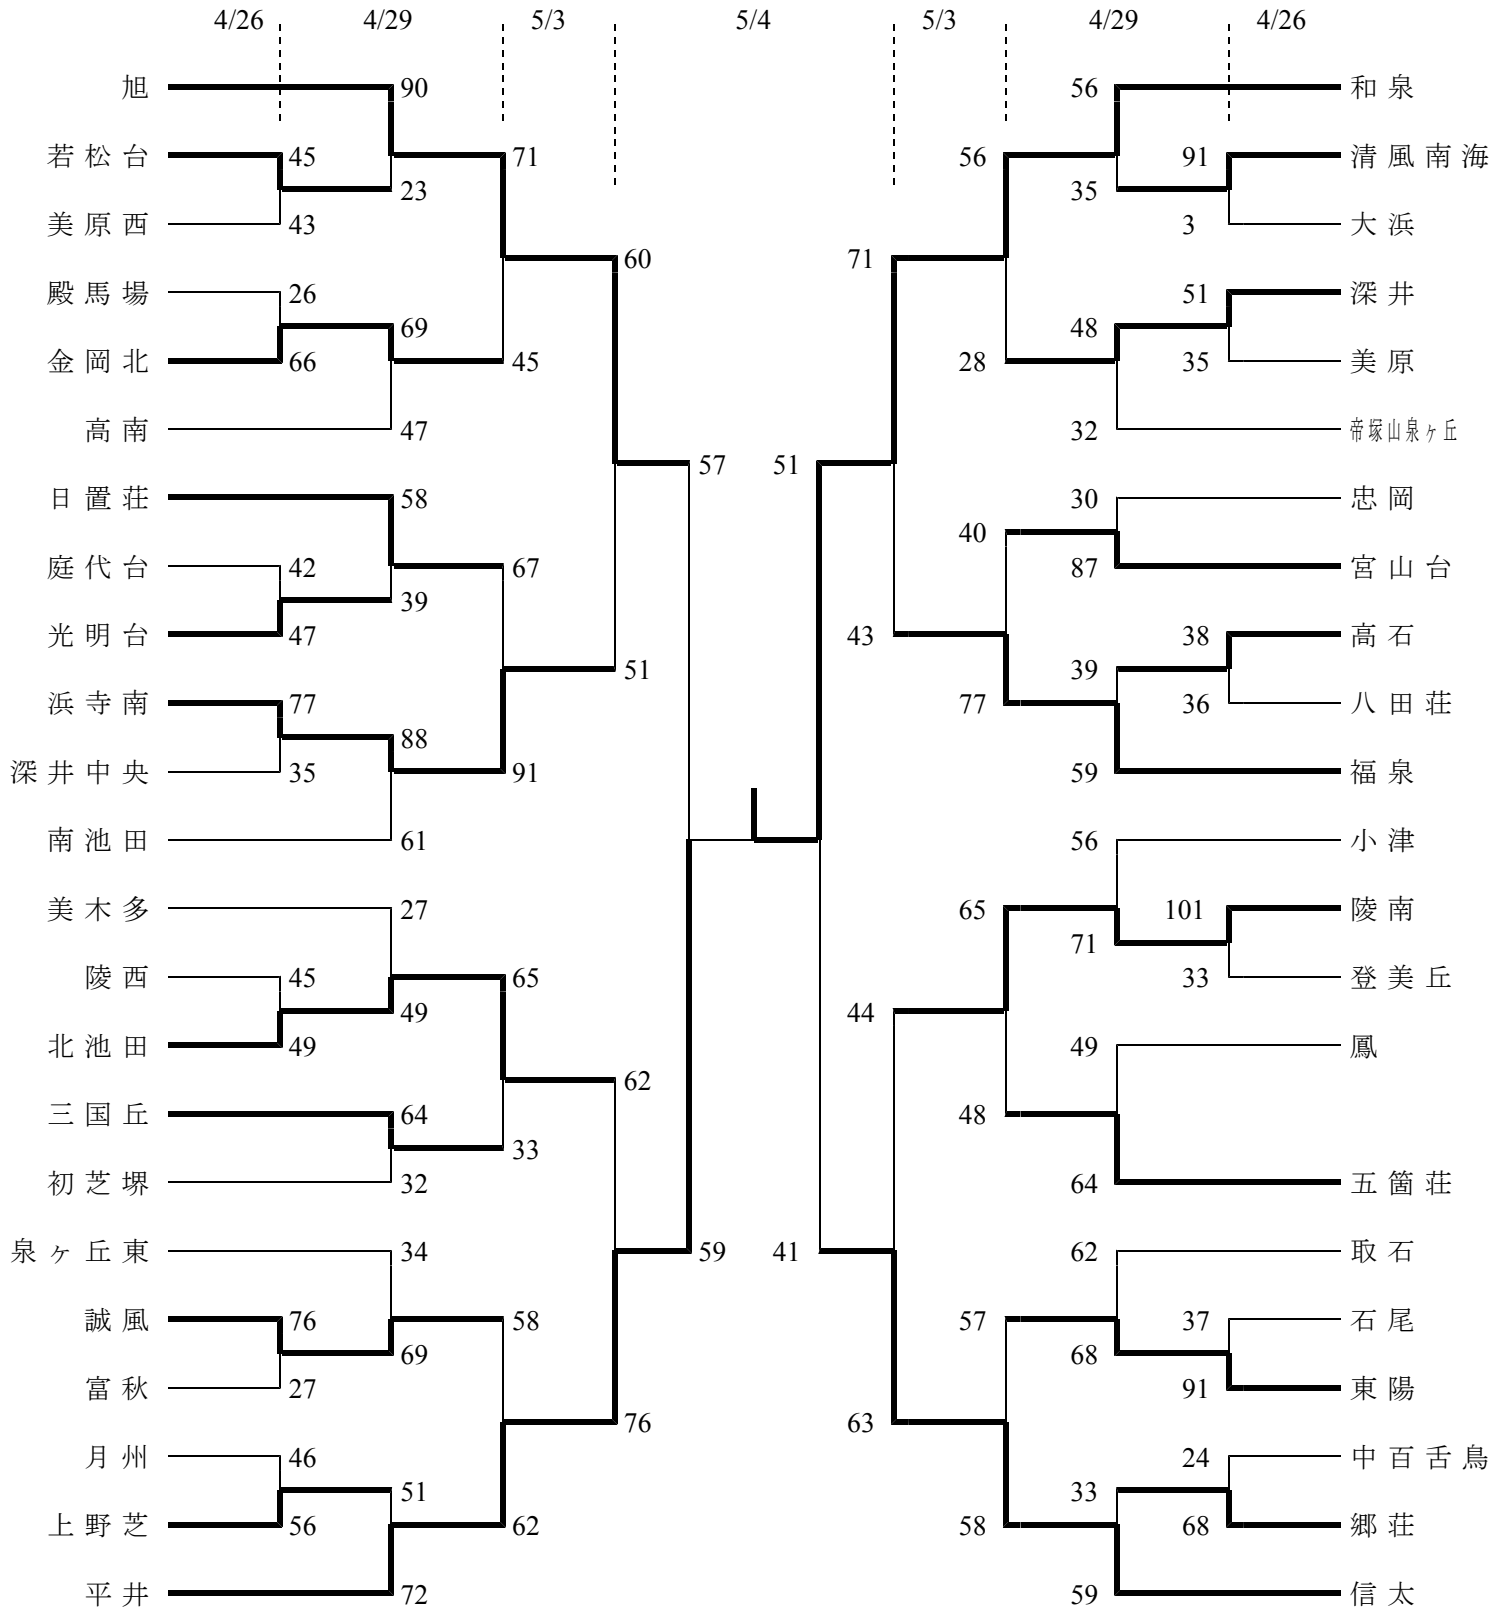 4/26 4/29 5/3 5/4 5/3 4/29 4/26
旭 90 56 和泉
若松台 45 71 56 91 清風南海
23 35
美原西 43 3 大浜
60 71
殿馬場 26 51 深井
69 48
金岡北 66 45 28 35 美原
高南 47 32 帝塚山泉ヶ丘
57 51
日置荘 58 30 忠岡
40
庭代台 42 67 87 宮山台
39
光明台 47 43 38 高石
51 39
浜寺南 77 77 36 八田荘
88
深井中央 35 91 59 福泉
南池田 61 56 小津
美木多 27 65 101 陵南
71
陵西 45 65 33 登美丘
49 44
北池田 49 49 鳳
62
三国丘 64 48
33
初芝堺 32 64 五箇荘
泉ヶ丘東 34 59 41 62 取石
誠風 76 58 57 37 石尾
69 68
富秋 27 91 東陽
76 63
月州 46 24 中百舌鳥
51 33
上野芝 56 62 58 68 郷荘
平井 72 59 信太